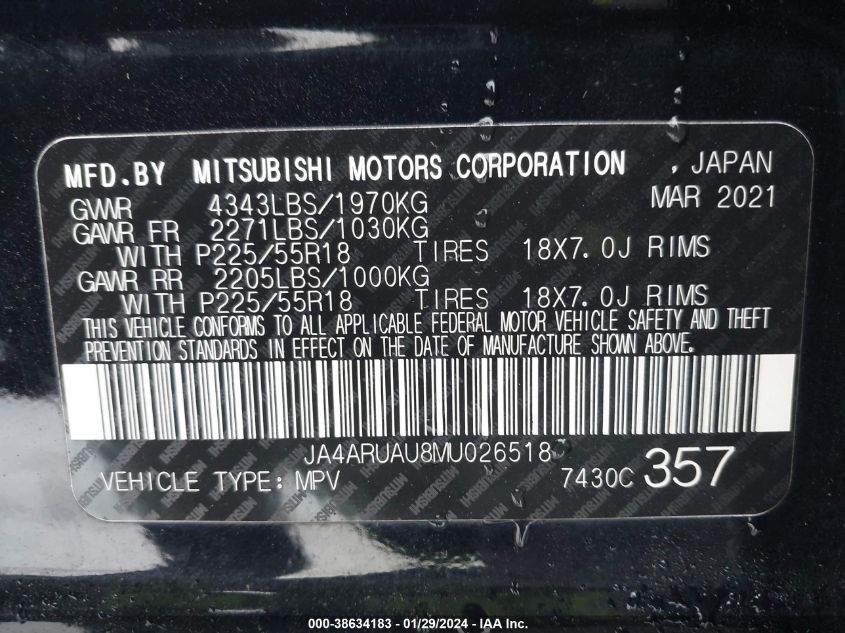 MFD.BY MITSUBISHI MOTORS CORPORATION , JAPAN
GVWR 4343LBS/1970KG MAR 2021
GAWR FR 2271LBS/1030KG
WITH P225/55R18 TIRES 18X7.0J RIMS
GAWR RR 2205LBS/1000KG
WITH P225/55R18 TIRES 18X7.0J RIMS
THIS VEHICLE CONFORMS TO ALL APPLICABLE FEDERAL MOTOR VEHICLE SAFETY AND THEFT
PREVENTION STANDARDS IN EFFECT ON THE DATE OF MANUFACTURE SHOWN ABOVE.
JA4ARUAU8MU026518
VEHICLE TYPE: MPV 7430C 357
000-38634183 - 01/29/2024 - IAA Inc.